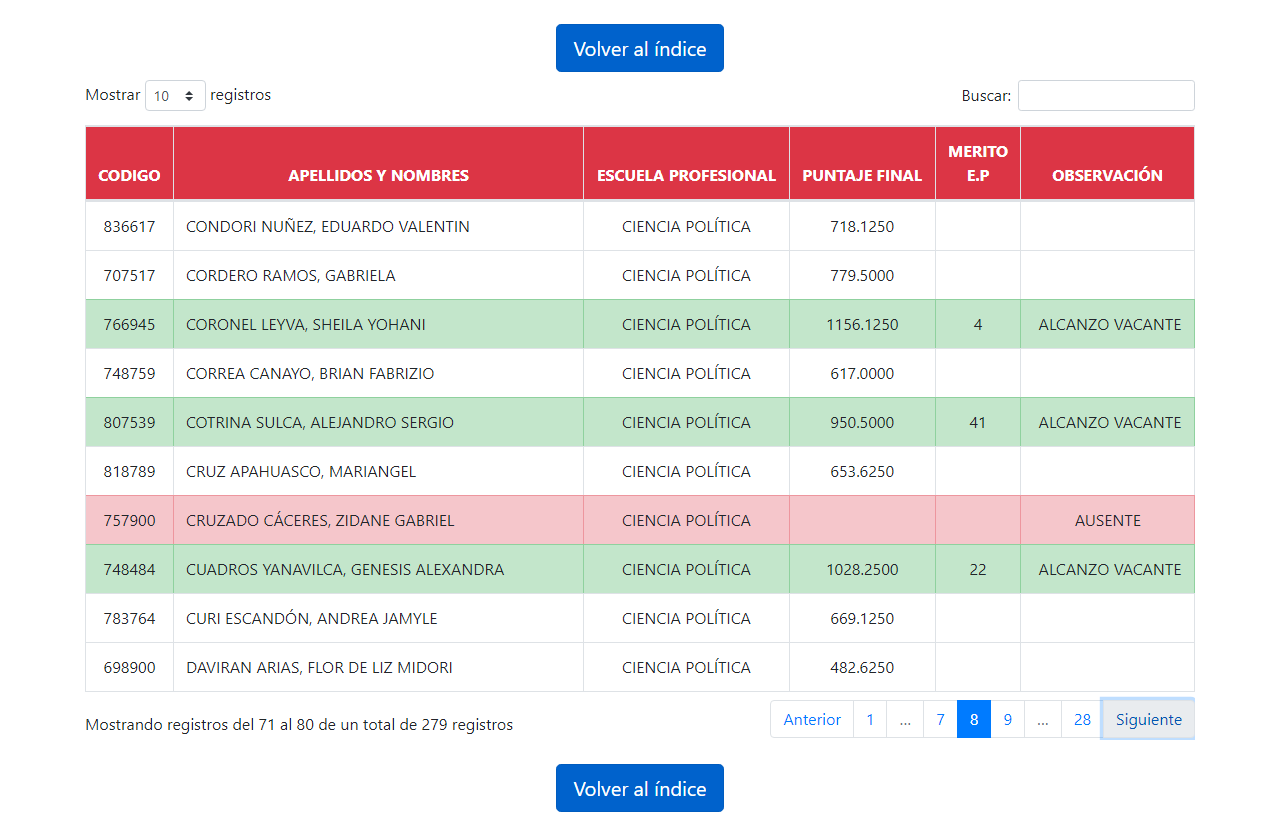 Volver al índice
Mostrar 10 registros Buscar:
CODIGO APELLIDOS Y NOMBRES ESCUELA PROFESIONAL PUNTAJE FINAL MERITO E.P OBSERVACIÓN
836617 CONDORI NUÑEZ, EDUARDO VALENTIN CIENCIA POLÍTICA 718.1250
707517 CORDERO RAMOS, GABRIELA CIENCIA POLÍTICA 779.5000
766945 CORONEL LEYVA, SHEILA YOHANI CIENCIA POLÍTICA 1156.1250 4 ALCANZO VACANTE
748759 CORREA CANAYO, BRIAN FABRIZIO CIENCIA POLÍTICA 617.0000
807539 COTRINA SULCA, ALEJANDRO SERGIO CIENCIA POLÍTICA 950.5000 41 ALCANZO VACANTE
818789 CRUZ APAHUASCO, MARIANGEL CIENCIA POLÍTICA 653.6250
757900 CRUZADO CÁCERES, ZIDANE GABRIEL CIENCIA POLÍTICA AUSENTE
748484 CUADROS YANAVILCA, GENESIS ALEXANDRA CIENCIA POLÍTICA 1028.2500 22 ALCANZO VACANTE
783764 CURI ESCANDÓN, ANDREA JAMYLE CIENCIA POLÍTICA 669.1250
698900 DAVIRAN ARIAS, FLOR DE LIZ MIDORI CIENCIA POLÍTICA 482.6250
Mostrando registros del 71 al 80 de un total de 279 registros Anterior 1 ... 7 8 9 ... 28 Siguiente
Volver al índice